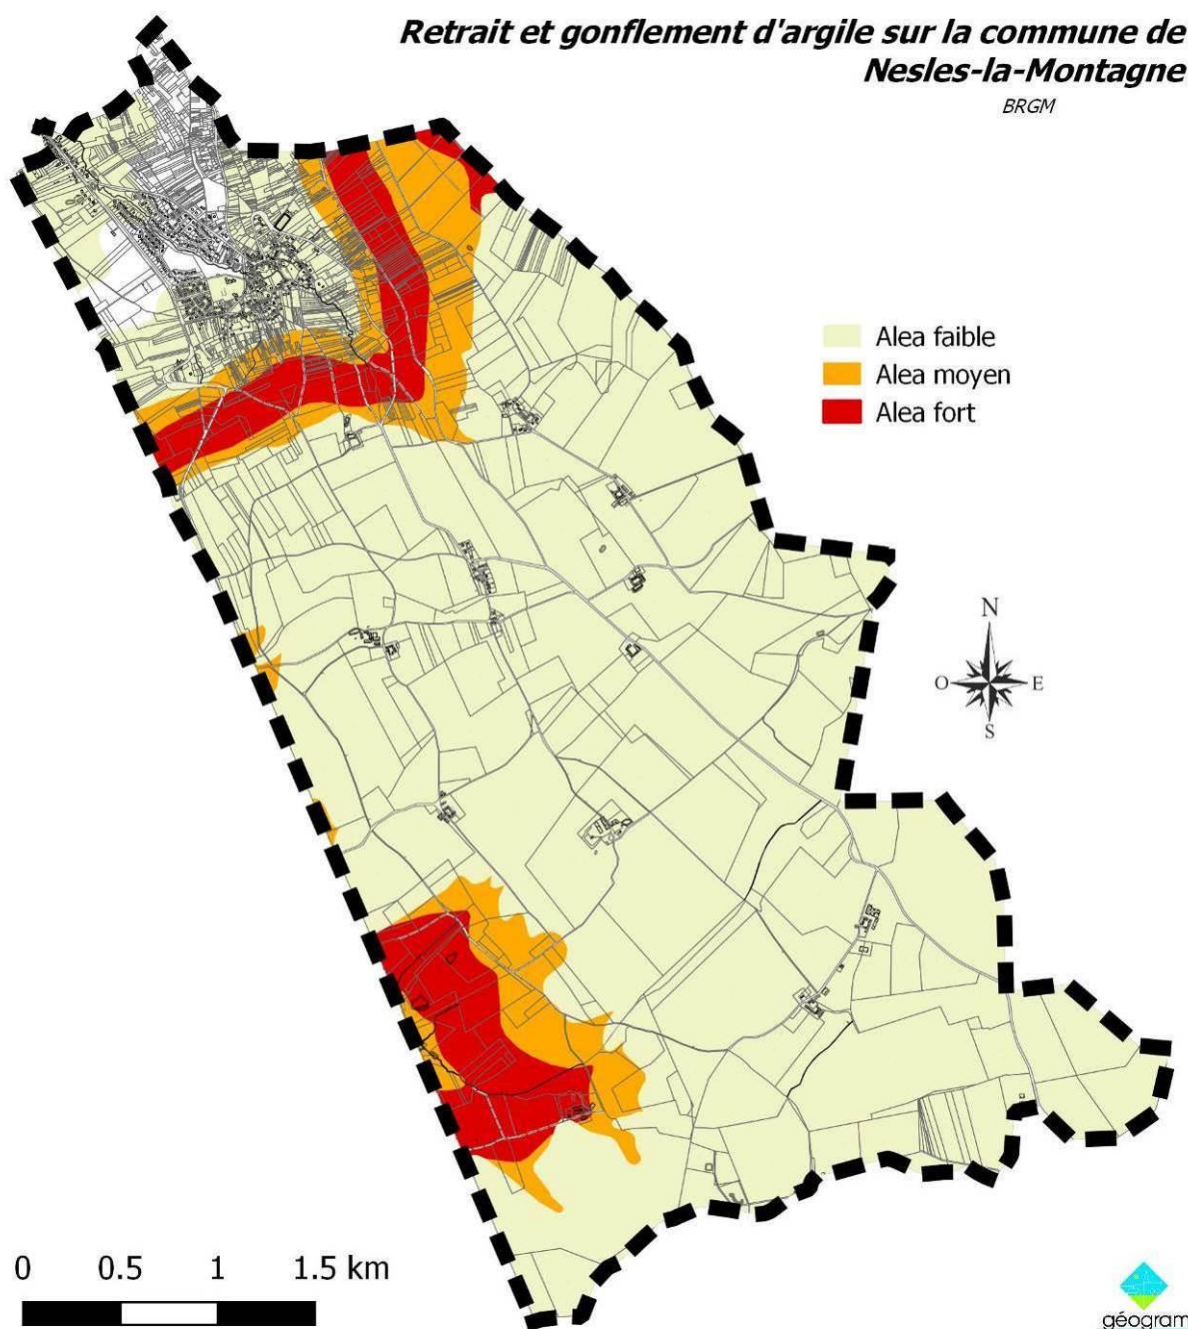 Retrait et gonflement d'argile sur la commune de
Nesles-la-Montagne
BRGM
Alea faible
Alea moyen
Alea fort
N
O E
S
0 0.5 1 1.5 km
géogram